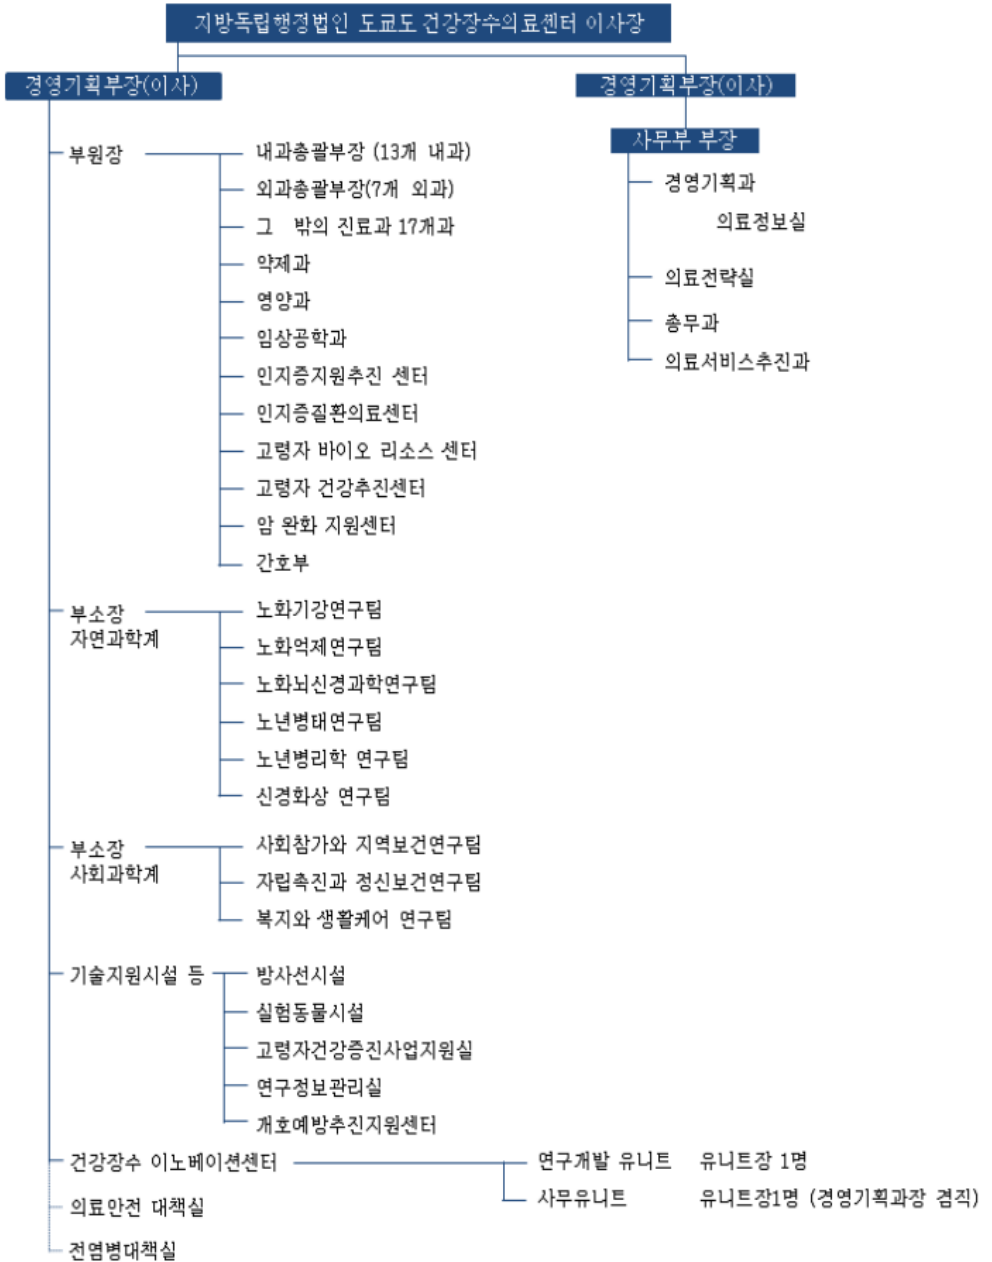 지방독립행정법인 도쿄도 건강장수의료센터 이사장
경영기획부장(이사)
부원장
내과총괄부장 (13개 내과)
외과총괄부장(7개 외과)
그 밖의 진료과 17개과
약제과
영양과
임상공학과
인지증지원추진 센터
인지증질환의료센터
고령자 바이오 리소스 센터
고령자 건강추진센터
암 완화 지원센터
간호부
부소장
자연과학계
노화기강연구팀
노화억제연구팀
노화뇌신경과학연구팀
노년병태연구팀
노년병리학 연구팀
신경화상 연구팀
부소장
사회과학계
사회참가와 지역보건연구팀
자립촉진과 정신보건연구팀
복지와 생활케어 연구팀
기술지원시설 등
방사선시설
실험동물시설
고령자건강증진사업지원실
연구정보관리실
개호예방추진지원센터
건강장수 이노베이션센터
연구개발 유니트 유니트장 1명
사무유니트 유니트장1명 (경영기획과장 겸직)
의료안전 대책실
전염병대책실
경영기획부장(이사)
사무부 부장
경영기획과
의료정보실
의료전략실
총무과
의료서비스추진과